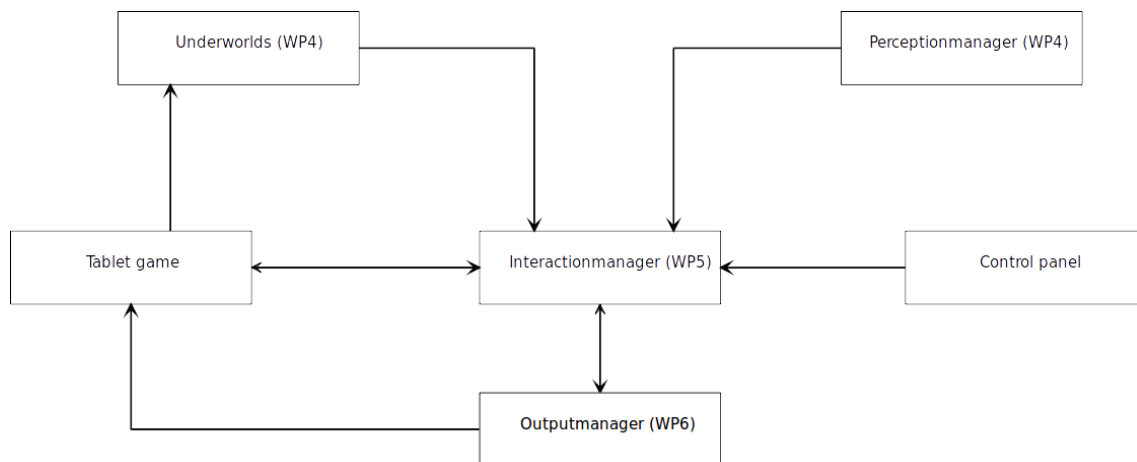 Underworlds (WP4)
Perceptionmanager (WP4)
Tablet game
Interactionmanager (WP5)
Control panel
Outputmanager (WP6)